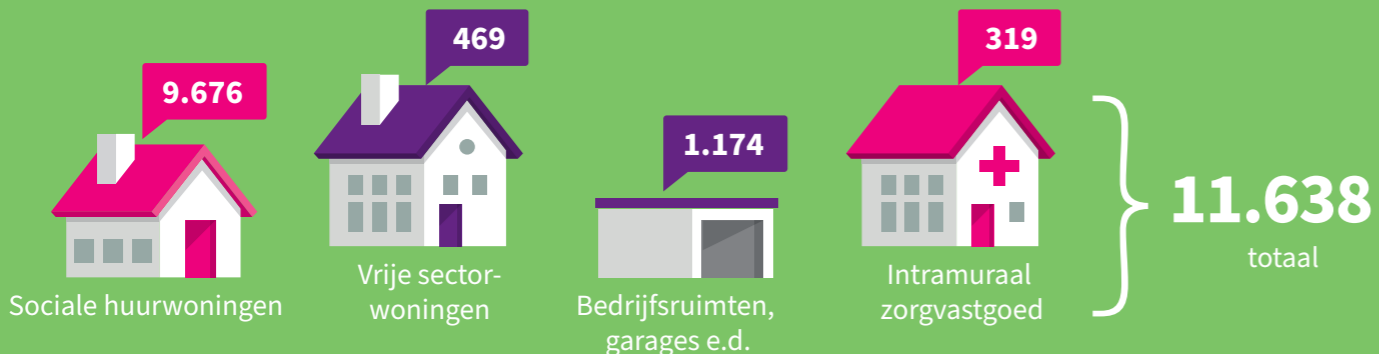 9.676
Sociale huurwoningen
469
Vrije sector-
woningen
1.174
Bedrijfsruimten,
garages e.d.
319
Intramuraal
zorgvastgoed
11.638
totaal